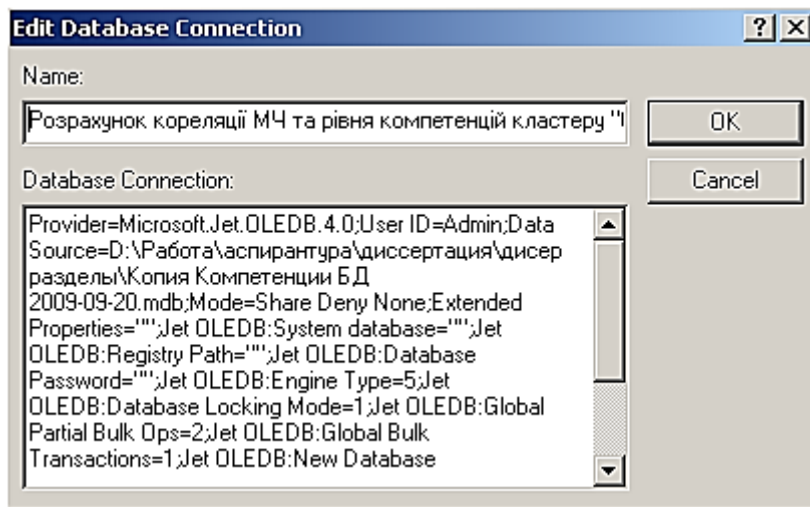 Edit Database Connection
Name:
Розрахунок кореляції МЧ та рівня компетенцій кластеру "
OK
Database Connection:
Cancel
Provider=Microsoft.Jet.OLEDB.4.0;User ID=Admin;Data
Source=D:\Работа\аспирантура\диссертация\дисер
разделы\Копия Компетенции БД
2009-09-20.mdb;Mode=Share Deny None;Extended
Properties="";Jet OLEDB:System database="";Jet
OLEDB:Registry Path="";Jet OLEDB:Database
Password="";Jet OLEDB:Engine Type=5;Jet
OLEDB:Database Locking Mode=1;Jet OLEDB:Global
Partial Bulk Ops=2;Jet OLEDB:Global Bulk
Transactions=1;Jet OLEDB:New Database